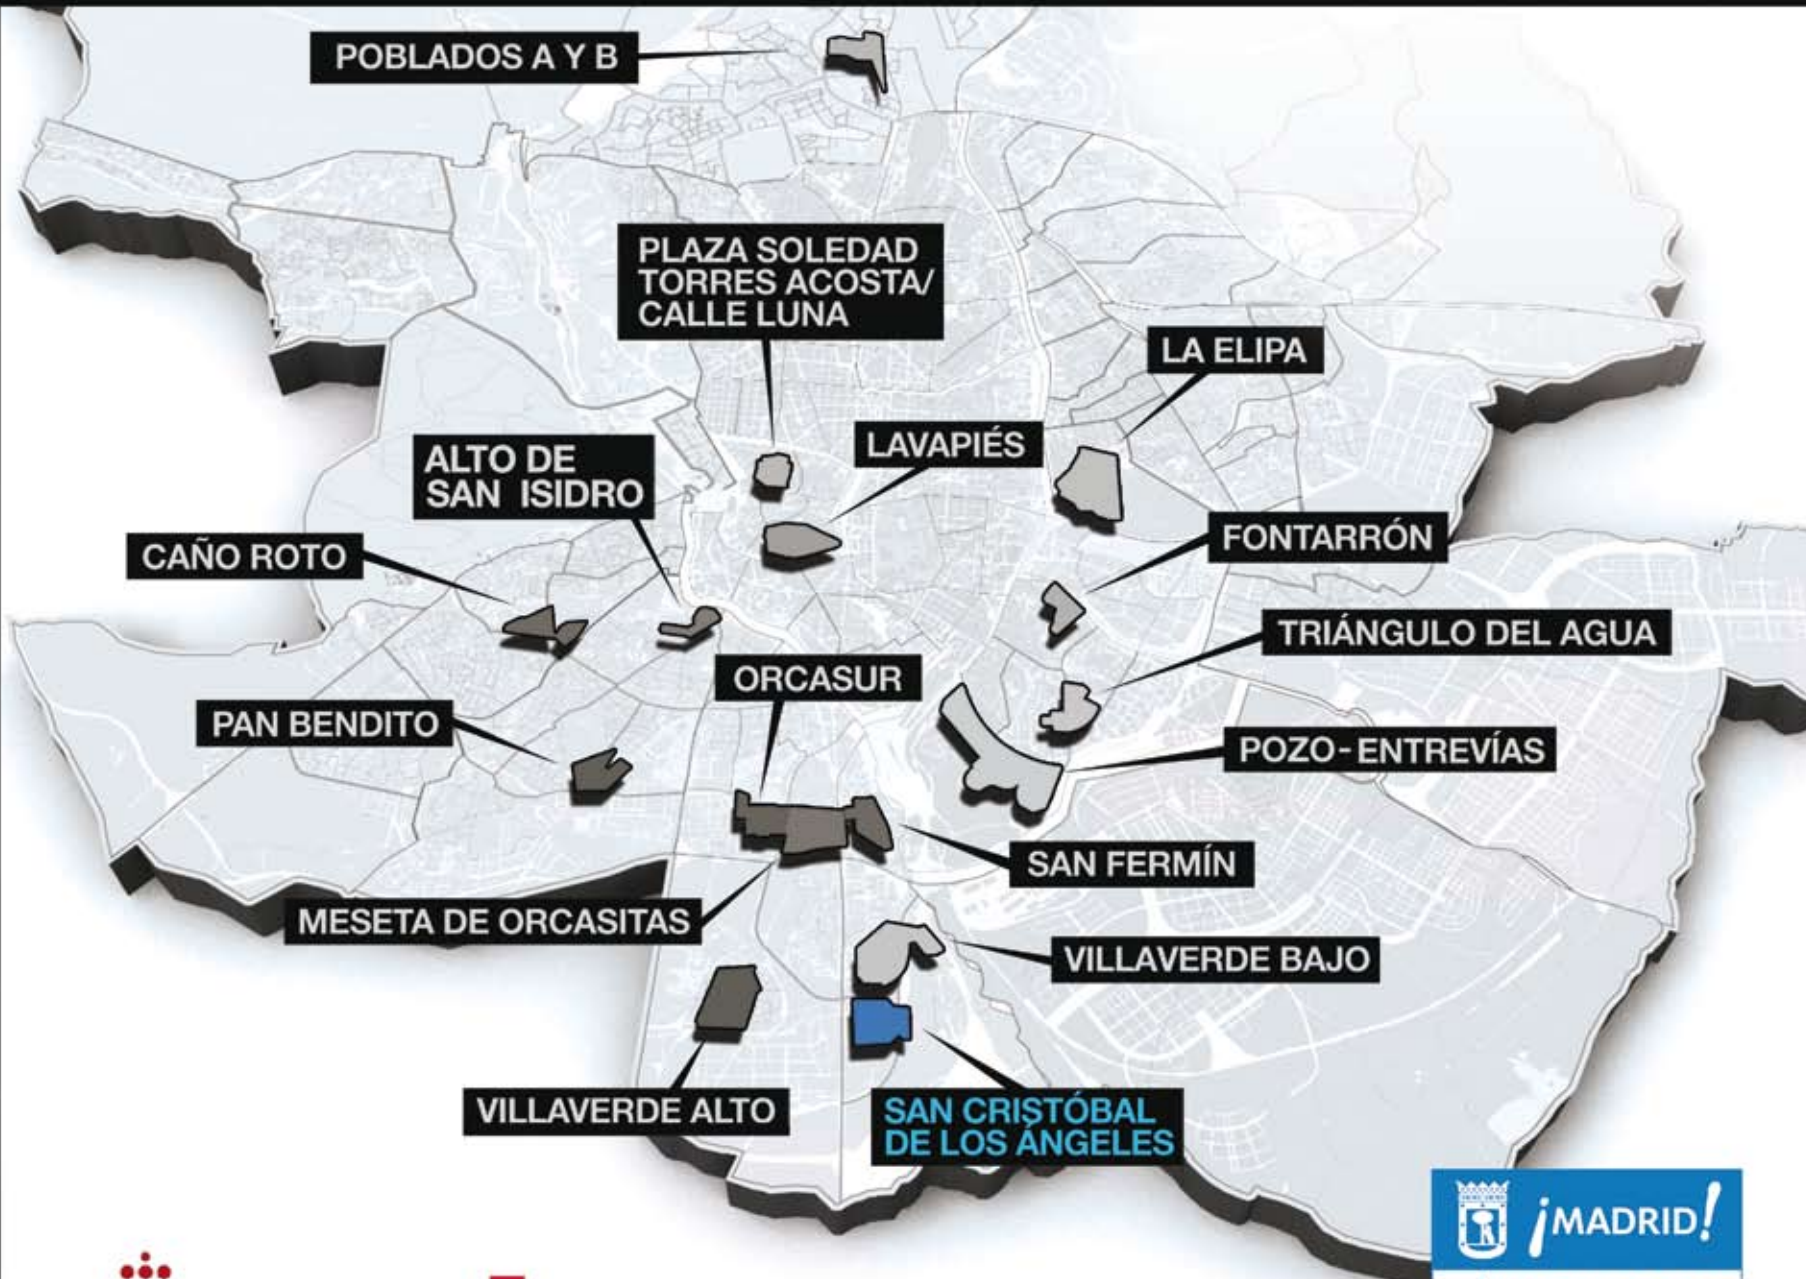 POBLADOS A Y B
PLAZA SOLEDAD
TORRES ACOSTA/
CALLE LUNA
LA ELIPA
LAVAPIÉS
ALTO DE
SAN ISIDRO
FONTARRÓN
CAÑO ROTO
TRIÁNGULO DEL AGUA
ORCASUR
PAN BENDITO
POZO-ENTREVÍAS
SAN FERMÍN
MESETA DE ORCASITAS
VILLAVERDE BAJO
VILLAVERDE ALTO
SAN CRISTÓBAL
DE LOS ÁNGELES
¡MADRID!